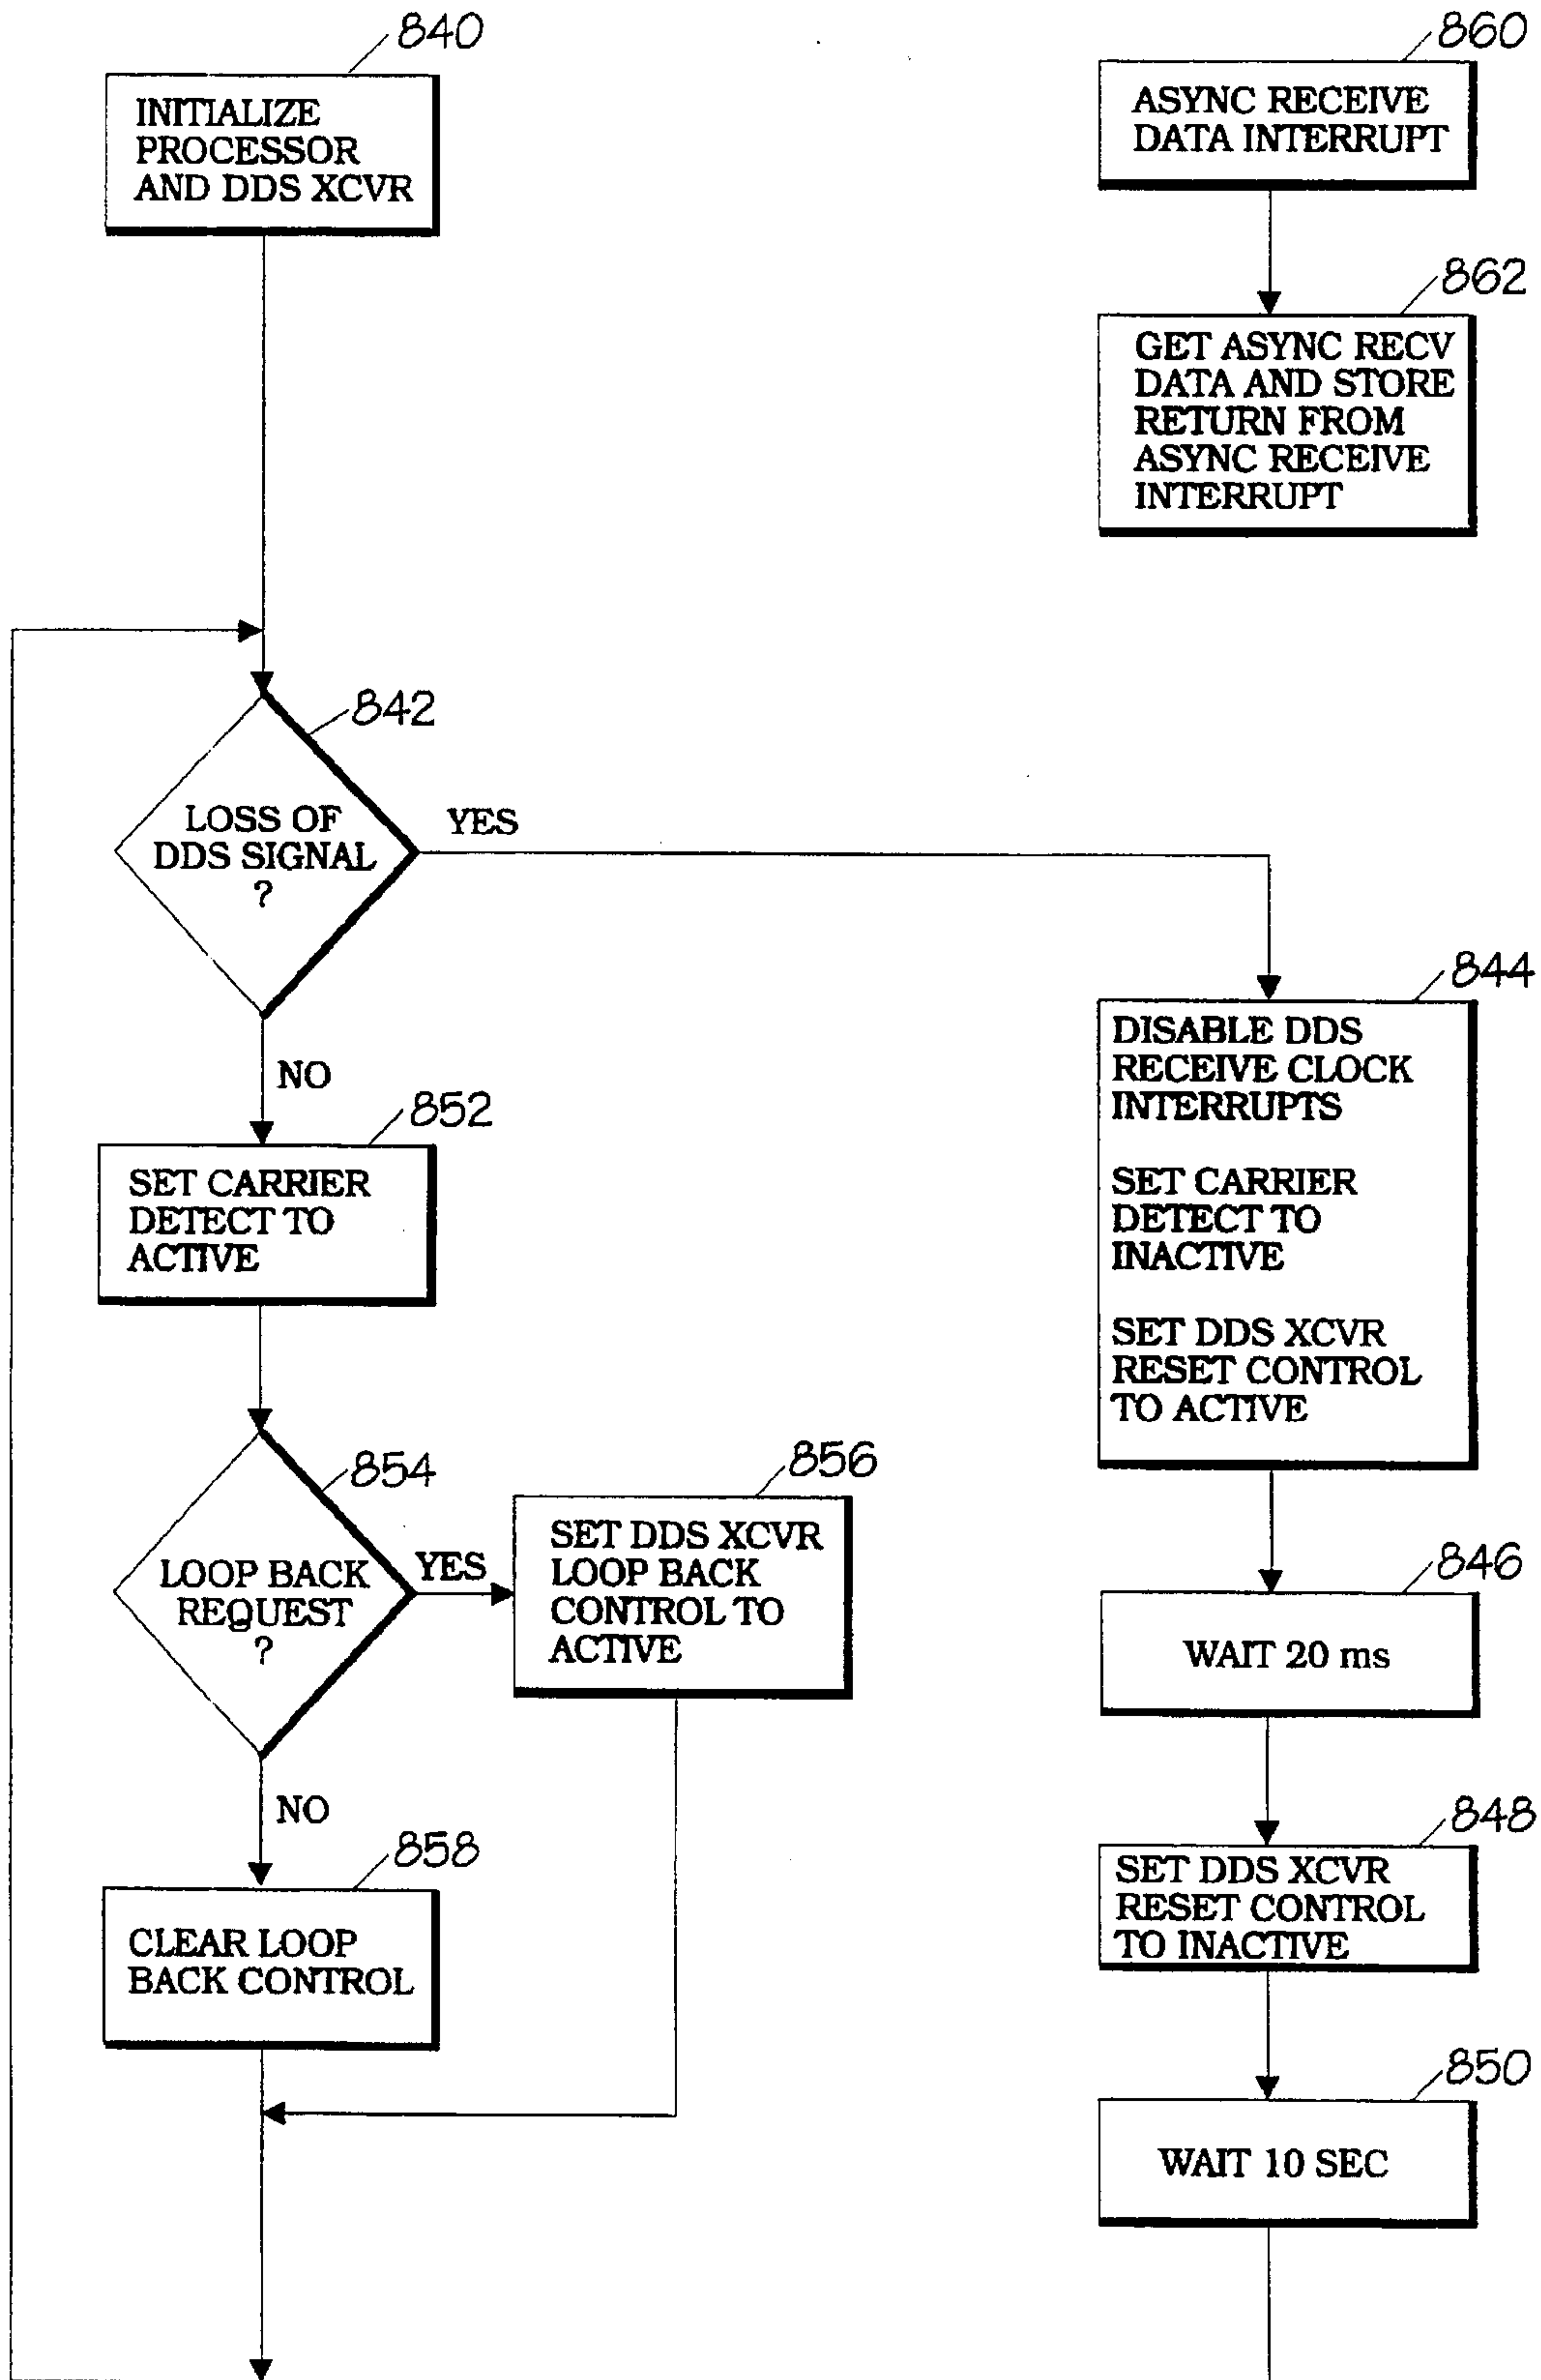 840
INITIALIZE
PROCESSOR
AND DDS XCVR
860
ASYNC RECEIVE
DATA INTERRUPT
862
GET ASYNC RECV
DATA AND STORE
RETURN FROM
ASYNC RECEIVE
INTERRUPT
842
LOSS OF
DDS SIGNAL
?
YES
NO
844
DISABLE DDS
RECEIVE CLOCK
INTERRUPTS
SET CARRIER
DETECT TO
INACTIVE
SET DDS XCVR
RESET CONTROL
TO ACTIVE
852
SET CARRIER
DETECT TO
ACTIVE
854
LOOP BACK
REQUEST
?
YES
856
SET DDS XCVR
LOOP BACK
CONTROL TO
ACTIVE
846
WAIT 20 ms
NO
858
CLEAR LOOP
BACK CONTROL
848
SET DDS XCVR
RESET CONTROL
TO INACTIVE
850
WAIT 10 SEC